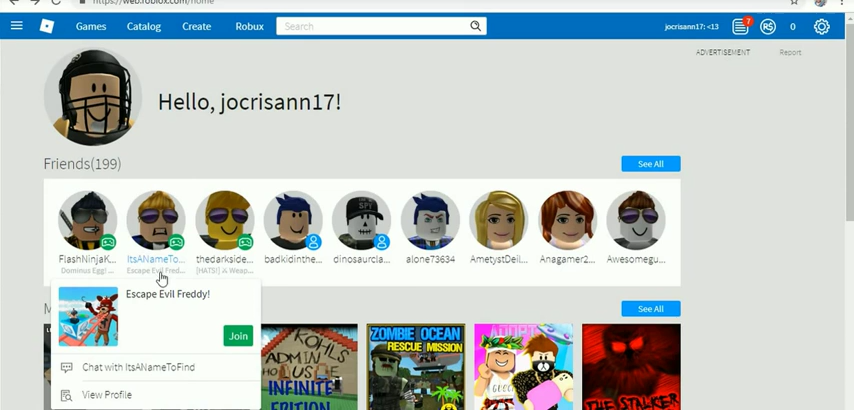 https://web.roblox.com/home
Games Catalog Create Robux Search jocrisann17: <13 7 R$ 0
ADVERTISEMENT Report
Hello, jocrisann17!
Friends(199) See All
SPY
FlashNinjaK... ItsANameTo... thedarkside... badkidinthe... dinosaurcla... alone73634 AmetystDeil... Anagamer2... Awesomegu...
Dominus Egg! ... Escape Evil Fred... [HATS!] ⚔ Weap...
Escape Evil Freddy!
Join
See All
Chat with ItsANameToFind
View Profile
KOHLS
ADMIN
HOUSE
INFINITE
EDITION
ZOMBIE OCEAN
RESCUE MISSION
ADOPT
THE STALKER